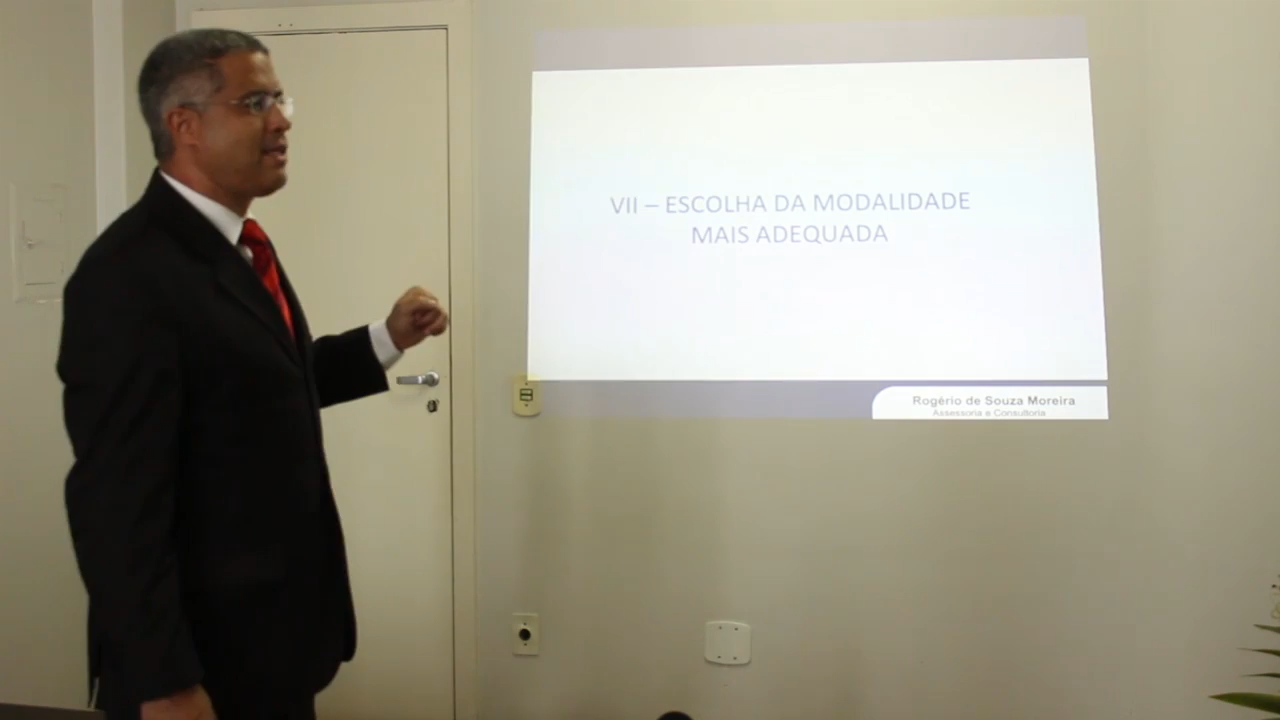 VII – ESCOLHA DA MODALIDADE
MAIS ADEQUADA
Rogério de Souza Moreira
Assessoria e Consultoria